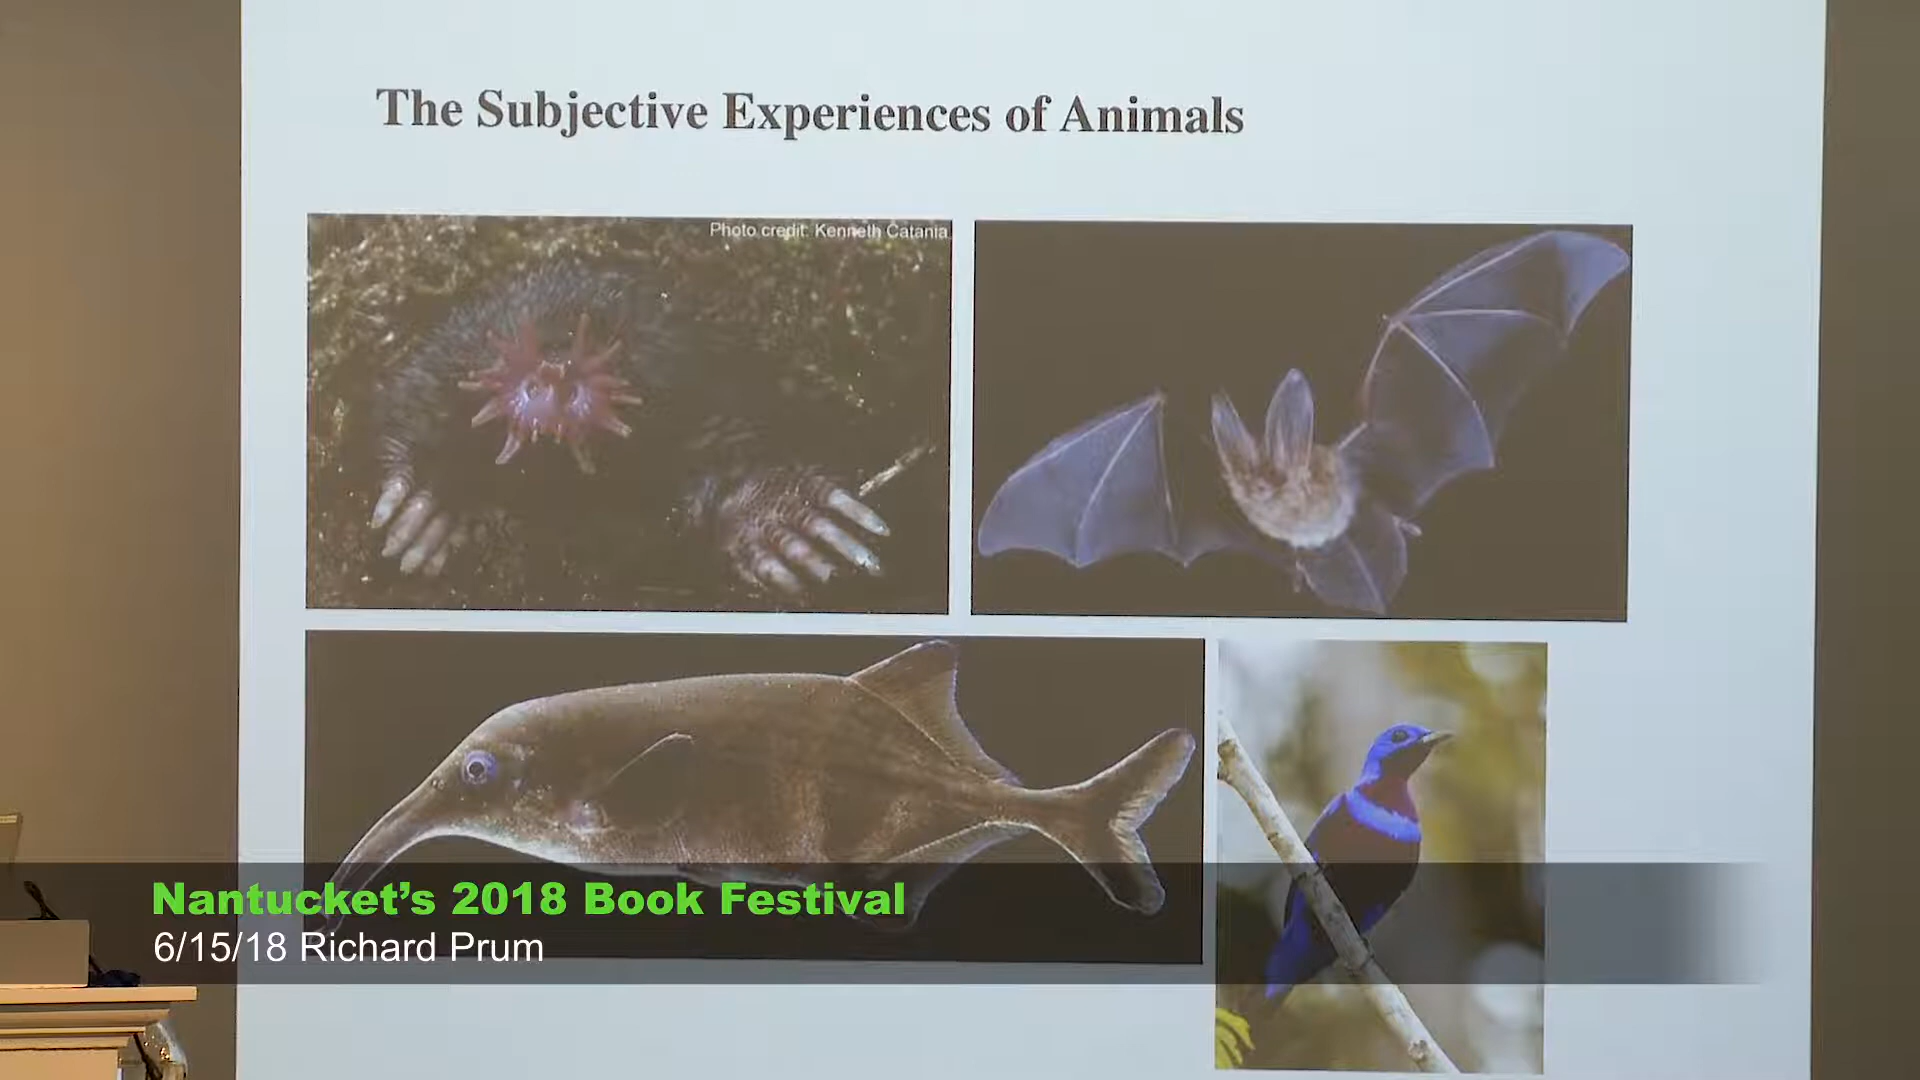 The Subjective Experiences of Animals
Photo credit: Kenneth Catania
Nantucket’s 2018 Book Festival
6/15/18 Richard Prum